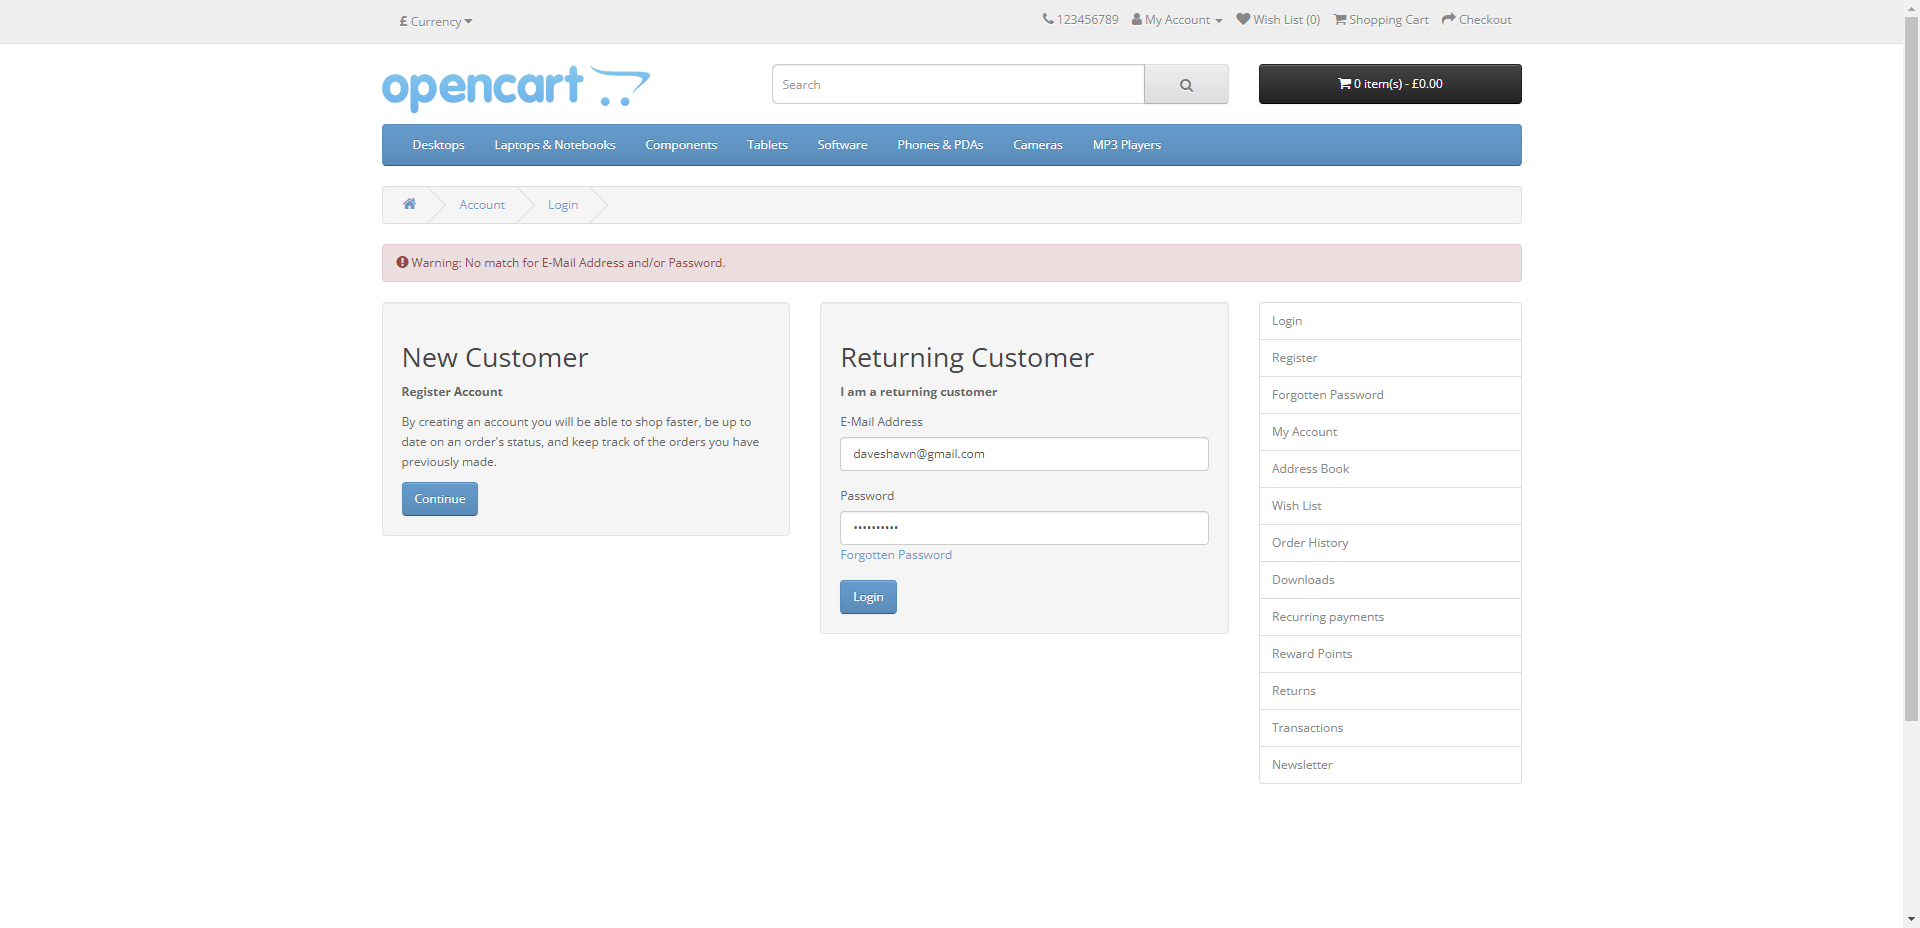 £ Currency
123456789 My Account Wish List (0) Shopping Cart Checkout
opencart
Search
0 item(s) - £0.00
Desktops Laptops & Notebooks Components Tablets Software Phones & PDAs Cameras MP3 Players
Account Login
Warning: No match for E-Mail Address and/or Password.
New Customer
Register Account
By creating an account you will be able to shop faster, be up to
date on an order's status, and keep track of the orders you have
previously made.
Continue
Returning Customer
I am a returning customer
E-Mail Address
daveshawn@gmail.com
Password
••••••••••
Forgotten Password
Login
Login
Register
Forgotten Password
My Account
Address Book
Wish List
Order History
Downloads
Recurring payments
Reward Points
Returns
Transactions
Newsletter